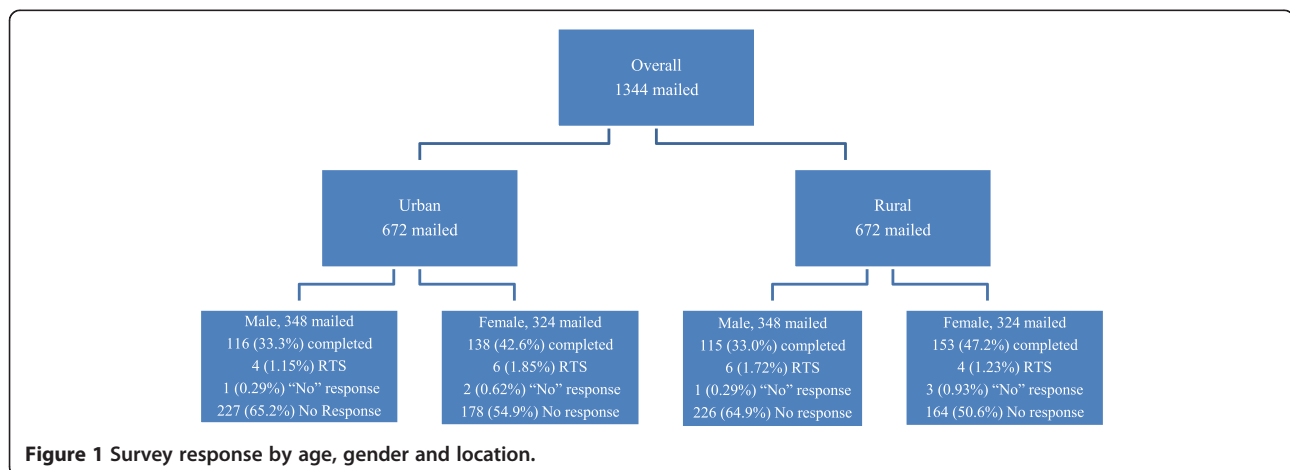 Overall
1344 mailed
Urban
672 mailed
Rural
672 mailed
Male, 348 mailed
116 (33.3%) completed
4 (1.15%) RTS
1 (0.29%) “No” response
227 (65.2%) No Response
Female, 324 mailed
138 (42.6%) completed
6 (1.85%) RTS
2 (0.62%) “No” response
178 (54.9%) No response
Male, 348 mailed
115 (33.0%) completed
6 (1.72%) RTS
1 (0.29%) “No” response
226 (64.9%) No response
Female, 324 mailed
153 (47.2%) completed
4 (1.23%) RTS
3 (0.93%) “No” response
164 (50.6%) No response
Figure 1 Survey response by age, gender and location.